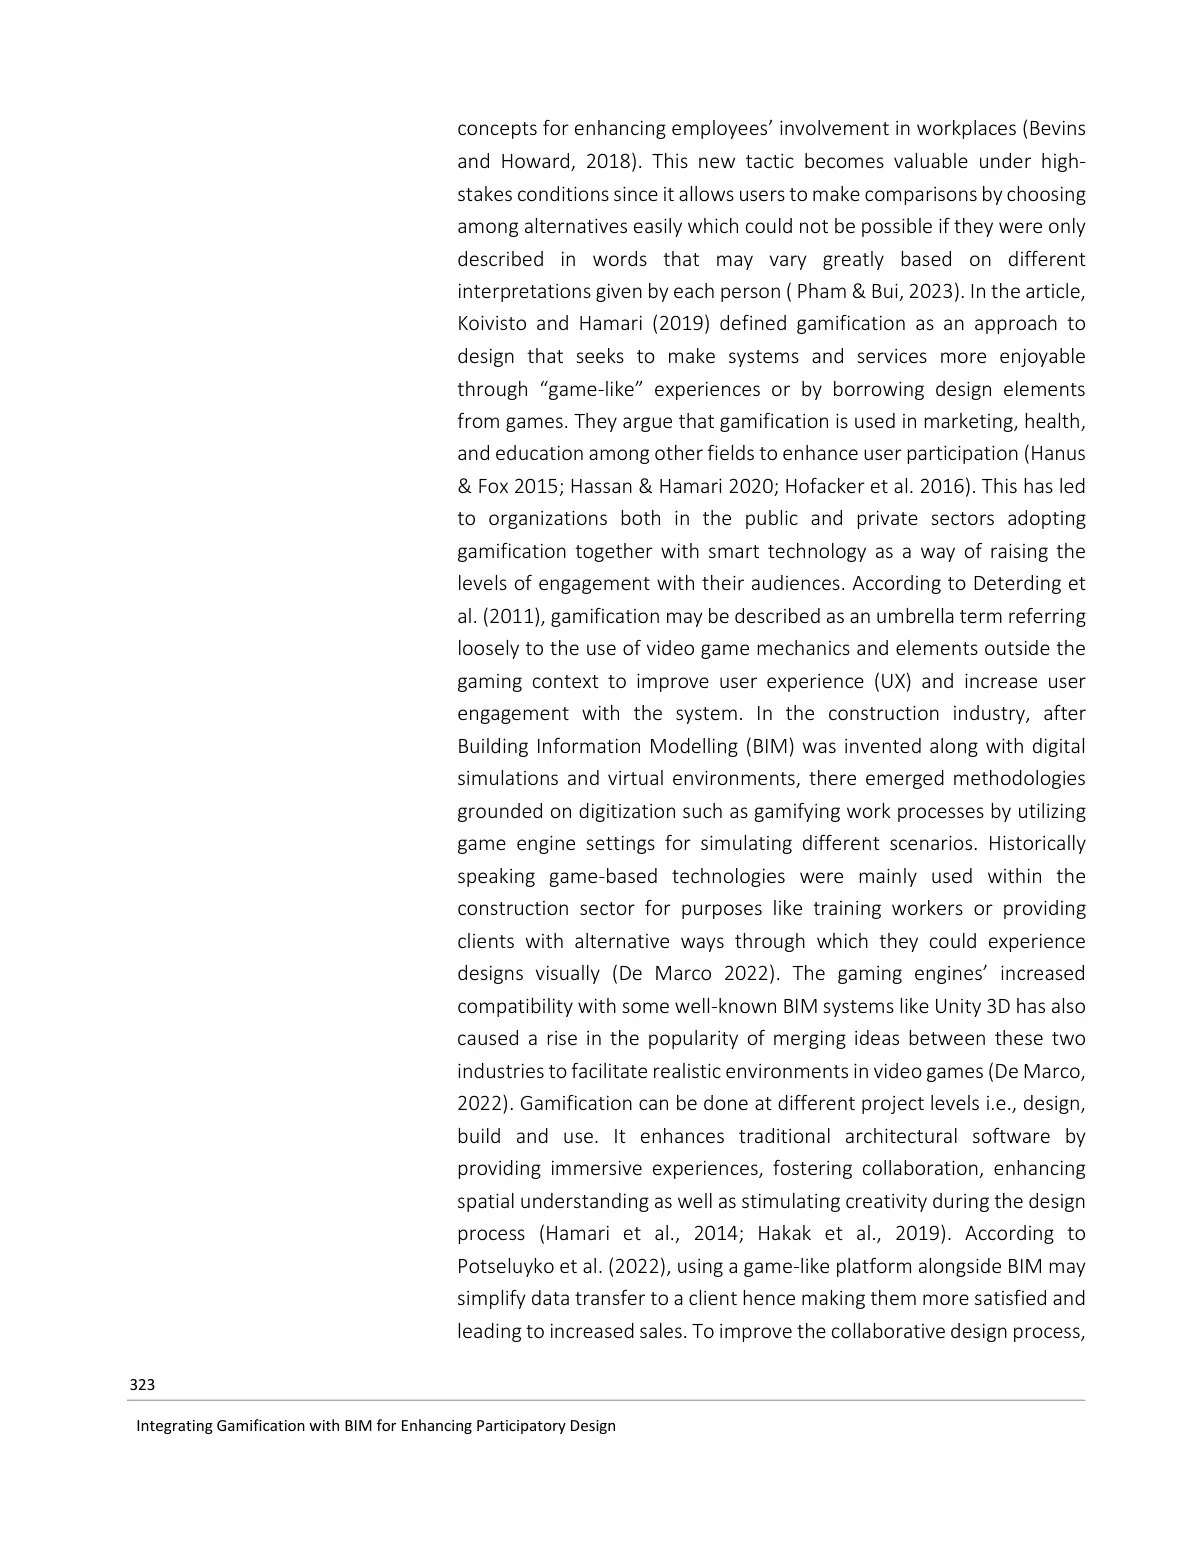 concepts for enhancing employees’ involvement in workplaces (Bevins
and Howard, 2018). This new tactic becomes valuable under high-
stakes conditions since it allows users to make comparisons by choosing
among alternatives easily which could not be possible if they were only
described in words that may vary greatly based on different
interpretations given by each person ( Pham & Bui, 2023). In the article,
Koivisto and Hamari (2019) defined gamification as an approach to
design that seeks to make systems and services more enjoyable
through “game-like” experiences or by borrowing design elements
from games. They argue that gamification is used in marketing, health,
and education among other fields to enhance user participation (Hanus
& Fox 2015; Hassan & Hamari 2020; Hofacker et al. 2016). This has led
to organizations both in the public and private sectors adopting
gamification together with smart technology as a way of raising the
levels of engagement with their audiences. According to Deterding et
al. (2011), gamification may be described as an umbrella term referring
loosely to the use of video game mechanics and elements outside the
gaming context to improve user experience (UX) and increase user
engagement with the system. In the construction industry, after
Building Information Modelling (BIM) was invented along with digital
simulations and virtual environments, there emerged methodologies
grounded on digitization such as gamifying work processes by utilizing
game engine settings for simulating different scenarios. Historically
speaking game-based technologies were mainly used within the
construction sector for purposes like training workers or providing
clients with alternative ways through which they could experience
designs visually (De Marco 2022). The gaming engines’ increased
compatibility with some well-known BIM systems like Unity 3D has also
caused a rise in the popularity of merging ideas between these two
industries to facilitate realistic environments in video games (De Marco,
2022). Gamification can be done at different project levels i.e., design,
build and use. It enhances traditional architectural software by
providing immersive experiences, fostering collaboration, enhancing
spatial understanding as well as stimulating creativity during the design
process (Hamari et al., 2014; Hakak et al., 2019). According to
Potseluyko et al. (2022), using a game-like platform alongside BIM may
simplify data transfer to a client hence making them more satisfied and
leading to increased sales. To improve the collaborative design process,
323
Integrating Gamification with BIM for Enhancing Participatory Design